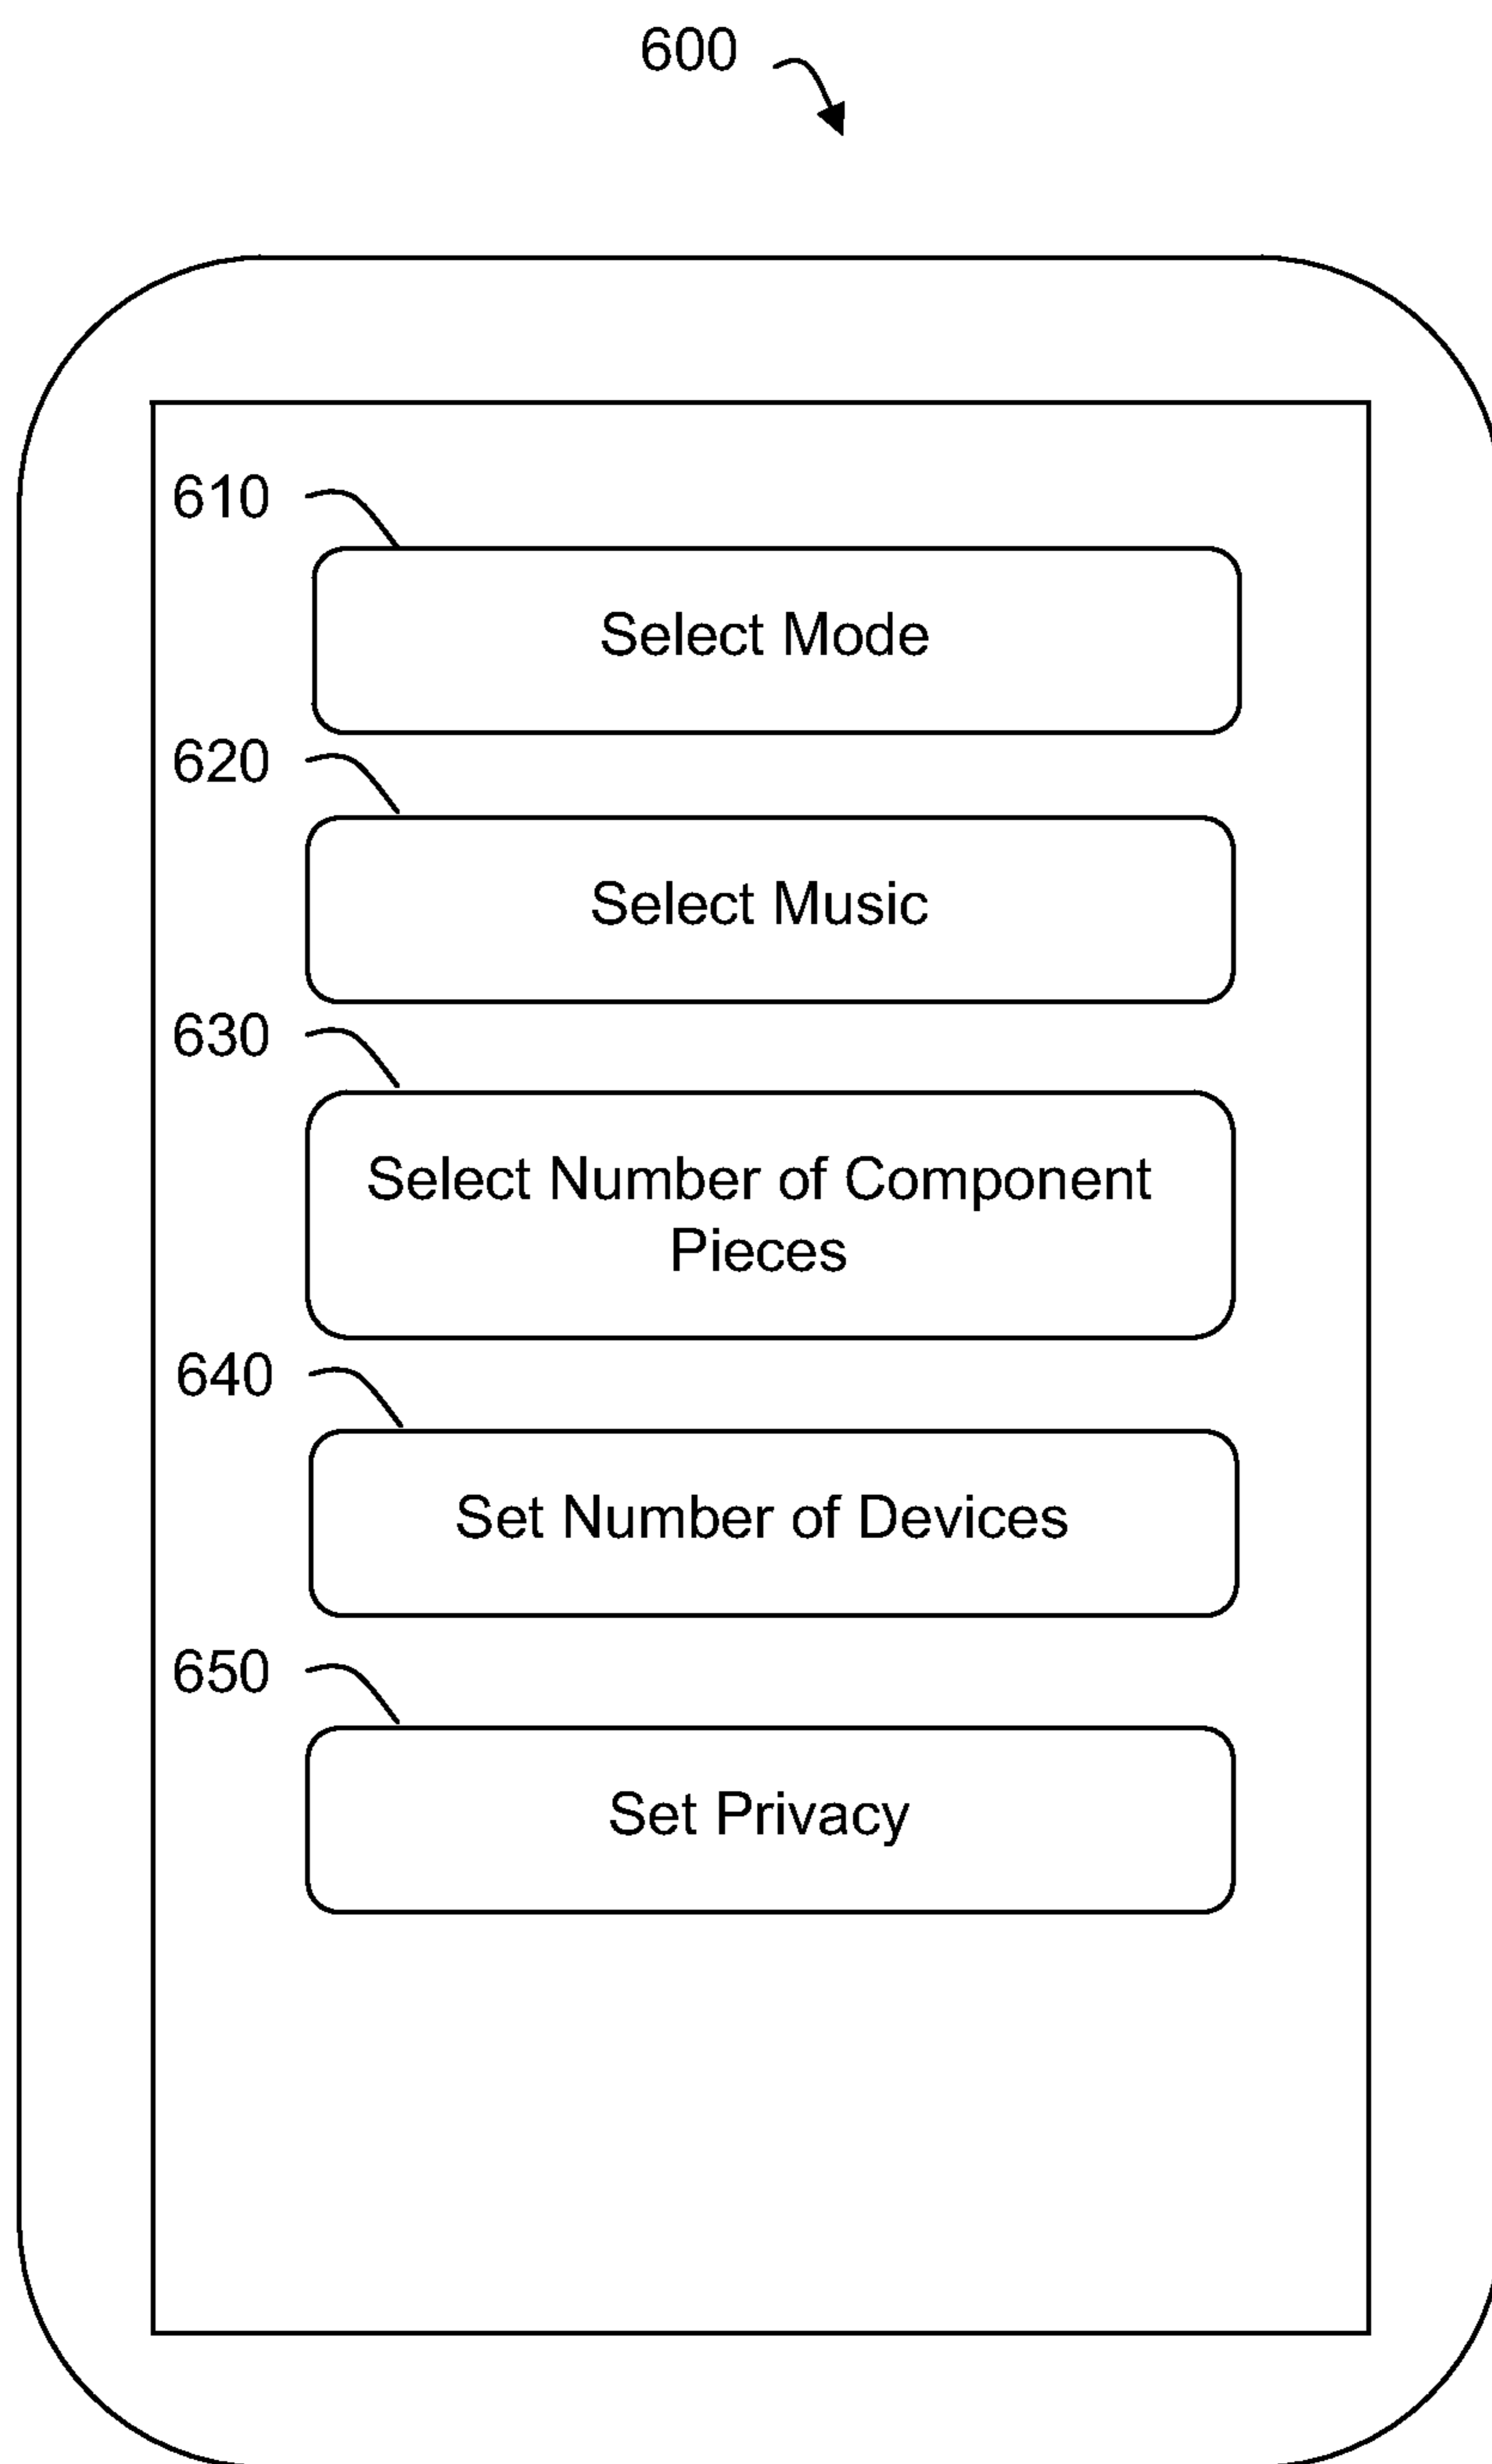 600
610
Select Mode
620
Select Music
630
Select Number of Component
Pieces
640
Set Number of Devices
650
Set Privacy